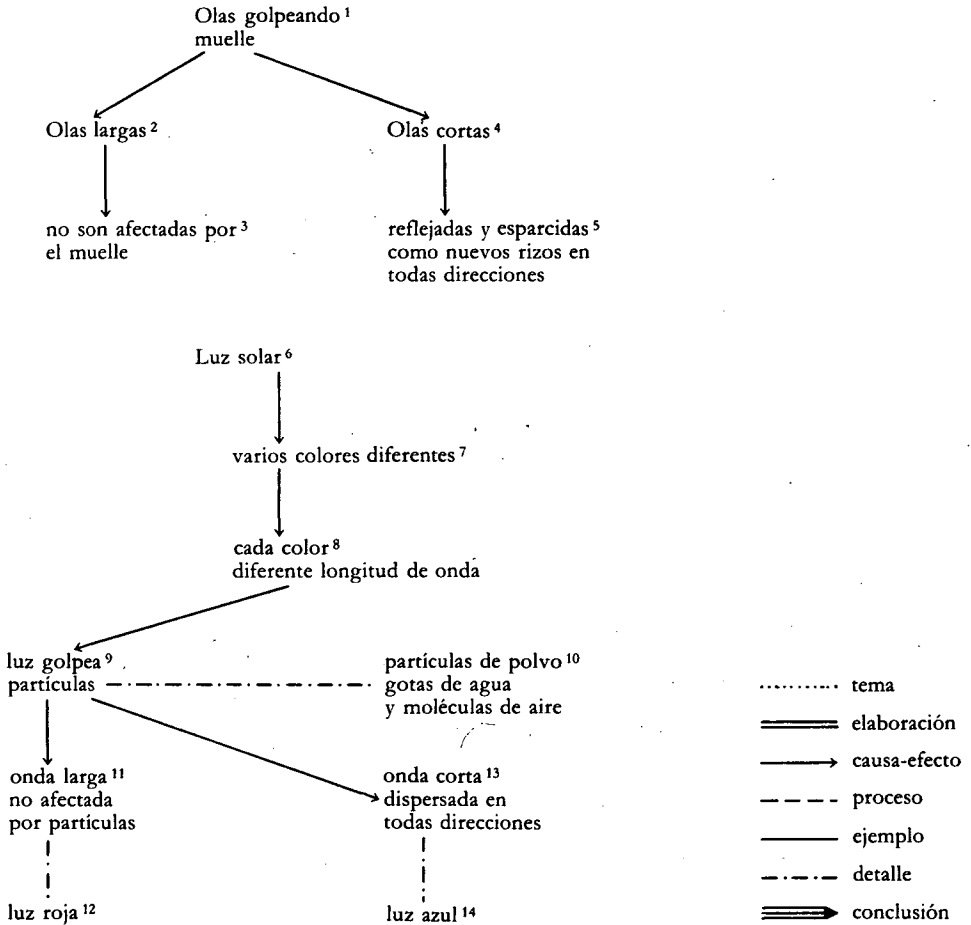 Olas golpeando 1
muelle
Olas largas 2
Olas cortas 4
no son afectadas por 3
el muelle
reflejadas y esparcidas 5
como nuevos rizos en
todas direcciones
Luz solar 6
varios colores diferentes 7
cada color 8
diferente longitud de onda
luz golpea 9
partículas
partículas de polvo 10
gotas de agua
y moléculas de aire
onda larga 11
no afectada
por partículas
onda corta 13
dispersada en
todas direcciones
luz roja 12
luz azul 14
tema
elaboración
causa-efecto
proceso
ejemplo
detalle
conclusión